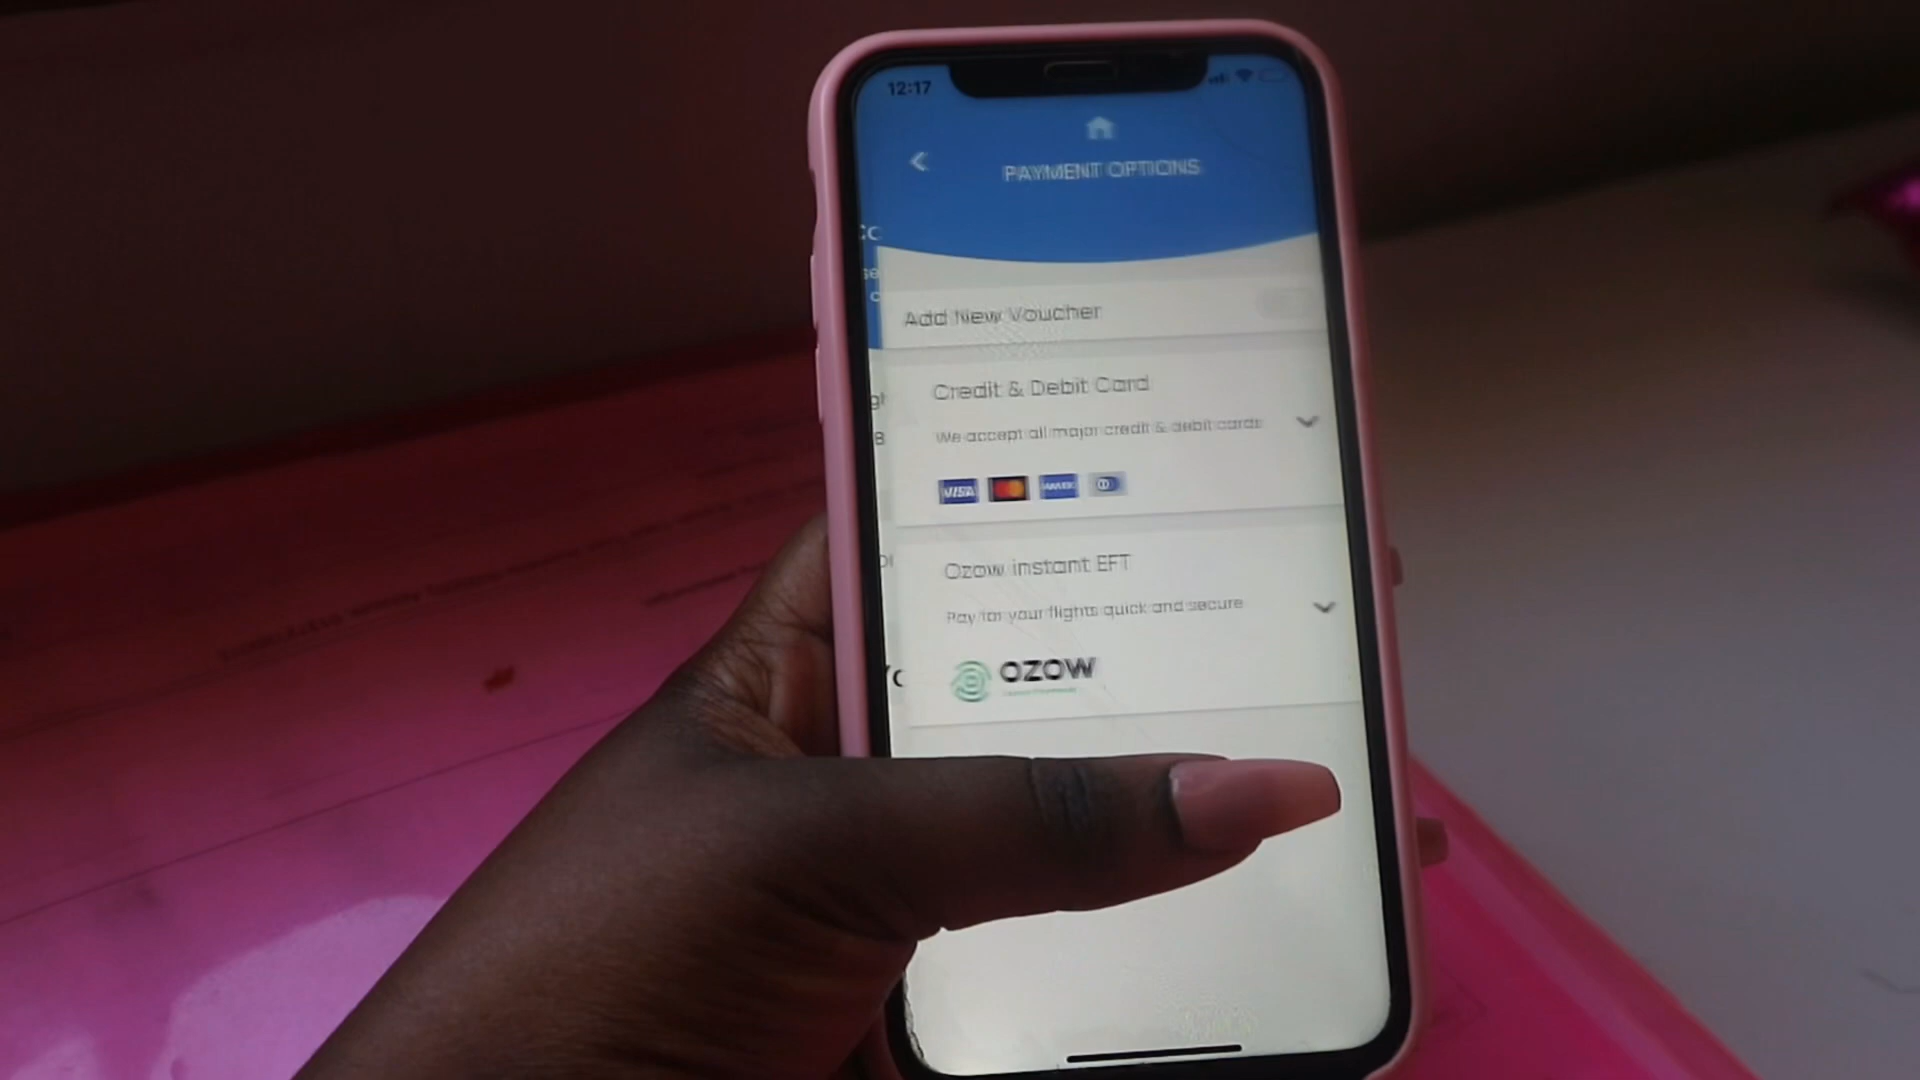 12:17
PAYMENT OPTIONS
Add New Voucher
Credit & Debit Card
We accept all major credit & debit cards
VISA
Ozow instant EFT
Pay for your flights quick and secure
OZOW